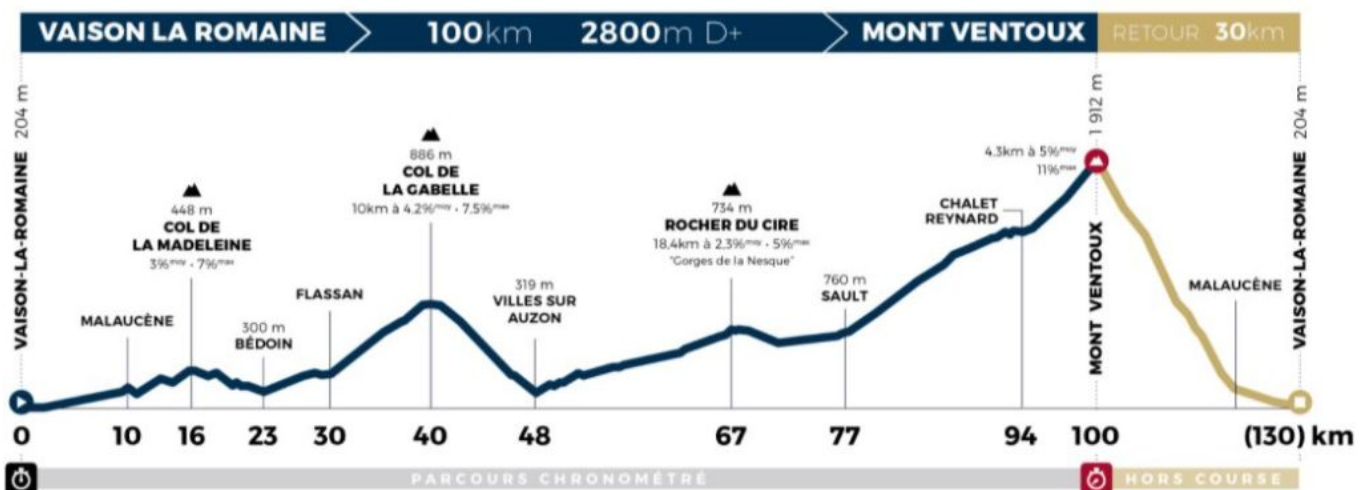 VAISON LA ROMAINE 100km 2800m D+ MONT VENTOUX RETOUR 30km
VAISON-LA-ROMAINE 204 m
MALAUCÈNE
448 m
COL DE
LA MADELEINE
3%moy · 7%max
300 m
BÉDOIN
FLASSAN
886 m
COL DE
LA GABELLE
10km à 4.2%moy · 7.5%max
319 m
VILLES SUR
AUZON
734 m
ROCHER DU CIRE
18,4km à 2,3%moy · 5%max
"Gorges de la Nesque"
760 m
SAULT
CHALET
REYNARD
4.3km à 5%moy
11%max
MONT VENTOUX 1 912 m
MALAUCÈNE
VAISON-LA-ROMAINE 204 m
0 10 16 23 30 40 48 67 77 94 100 (130) km
PARCOURS CHRONOMÉTRÉ HORS COURSE